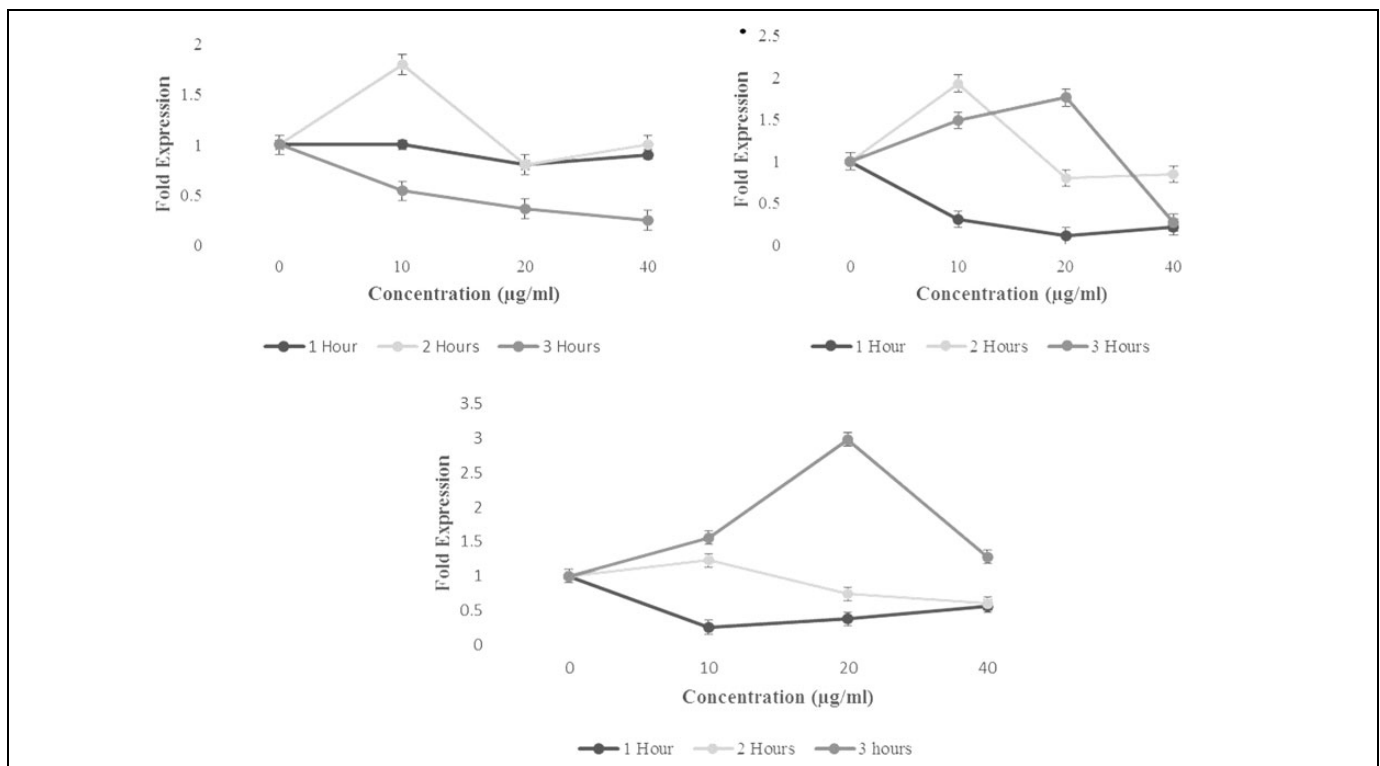 2
1.5
1
0.5
0
Fold Expression
0 10 20 40
Concentration (µg/ml)
1 Hour 2 Hours 3 Hours
2.5
2
1.5
1
0.5
0
Fold Expression
0 10 20 40
Concentration (µg/ml)
1 Hour 2 Hours 3 Hours
3.5
3
2.5
2
1.5
1
0.5
0
Fold Expression
0 10 20 40
Concentration (µg/ml)
1 Hour 2 Hours 3 hours